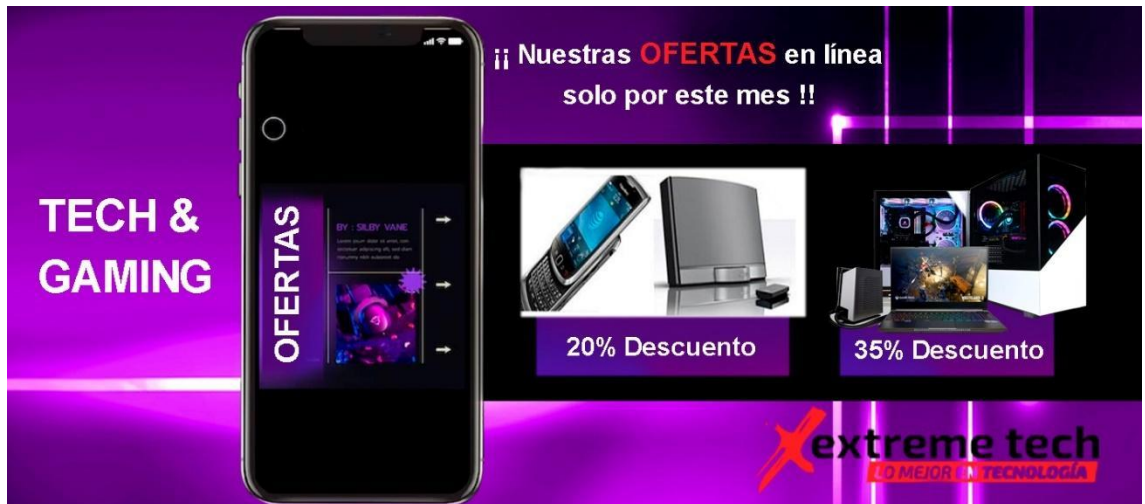 ¡¡ Nuestras OFERTAS en línea
solo por este mes !!
TECH &
GAMING
OFERTAS
BY : SILBY VANE
20% Descuento
35% Descuento
extreme tech
LO MEJOR EN TECNOLOGÍA